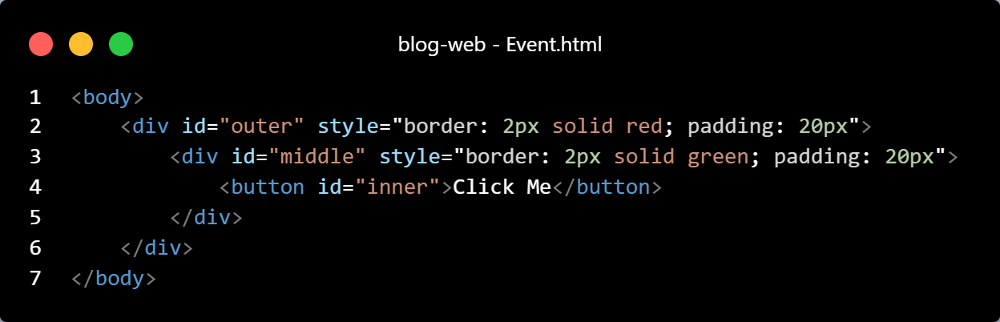 blog-web - Event.html
1 <body>
2     <div id="outer" style="border: 2px solid red; padding: 20px">
3         <div id="middle" style="border: 2px solid green; padding: 20px">
4             <button id="inner">Click Me</button>
5         </div>
6     </div>
7 </body>